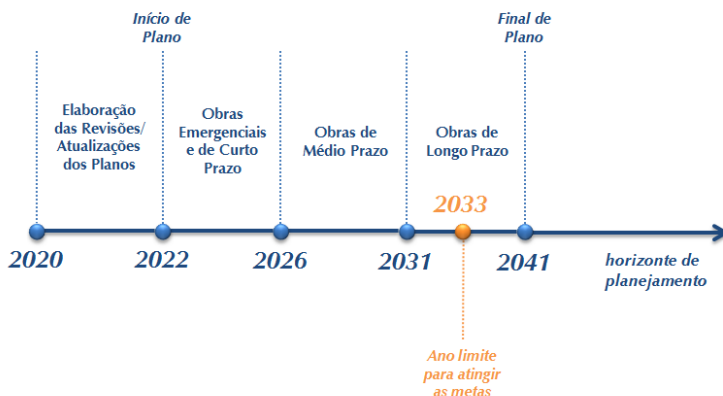 Início de
Plano
Final de
Plano
Elaboração
das Revisões/
Atualizações
dos Planos
Obras
Emergenciais
e de Curto
Prazo
Obras de
Médio Prazo
Obras de
Longo Prazo
2033
2020
2022
2026
2031
2041
horizonte de
planejamento
Ano limite
para atingir
as metas